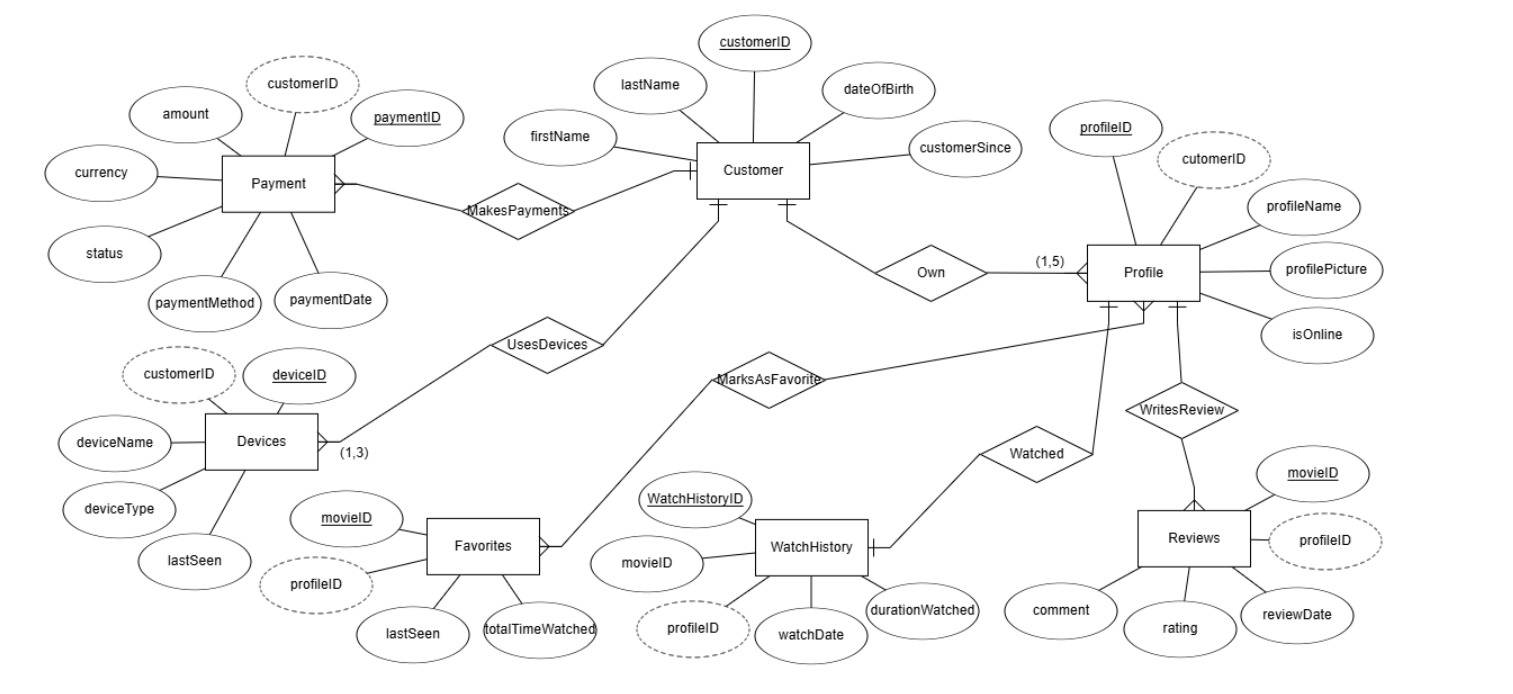 customerID
customerID
lastName
dateOfBirth
amount
paymentID
firstName
customerSince
profileID
cutomerID
currency
Payment
Customer
MakesPayments
profileName
status
Own
(1,5)
Profile
profilePicture
paymentMethod
paymentDate
isOnline
UsesDevices
customerID
deviceID
MarksAsFavorite
WritesReview
deviceName
Devices
(1,3)
Watched
movieID
deviceType
WatchHistoryID
movieID
lastSeen
Favorites
WatchHistory
Reviews
profileID
movieID
profileID
durationWatched
comment
rating
reviewDate
lastSeen
totalTimeWatched
profileID
watchDate